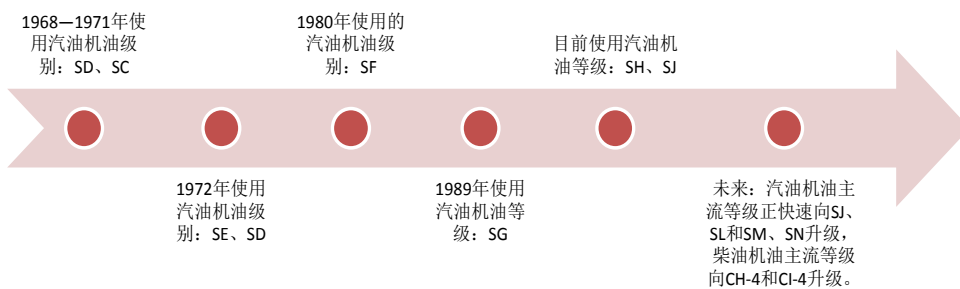 1968—1971年使
用汽油机油级
别：SD、SC
1972年使用
汽油机油级
别：SE、SD
1980年使用的
汽油机油级
别：SF
1989年使用
汽油机油等
级：SG
目前使用汽油机
油等级：SH、SJ
未来：汽油机油主
流等级正快速向SJ、
SL和SM、SN升级，
柴油机油主流等级
向CH-4和CI-4升级。